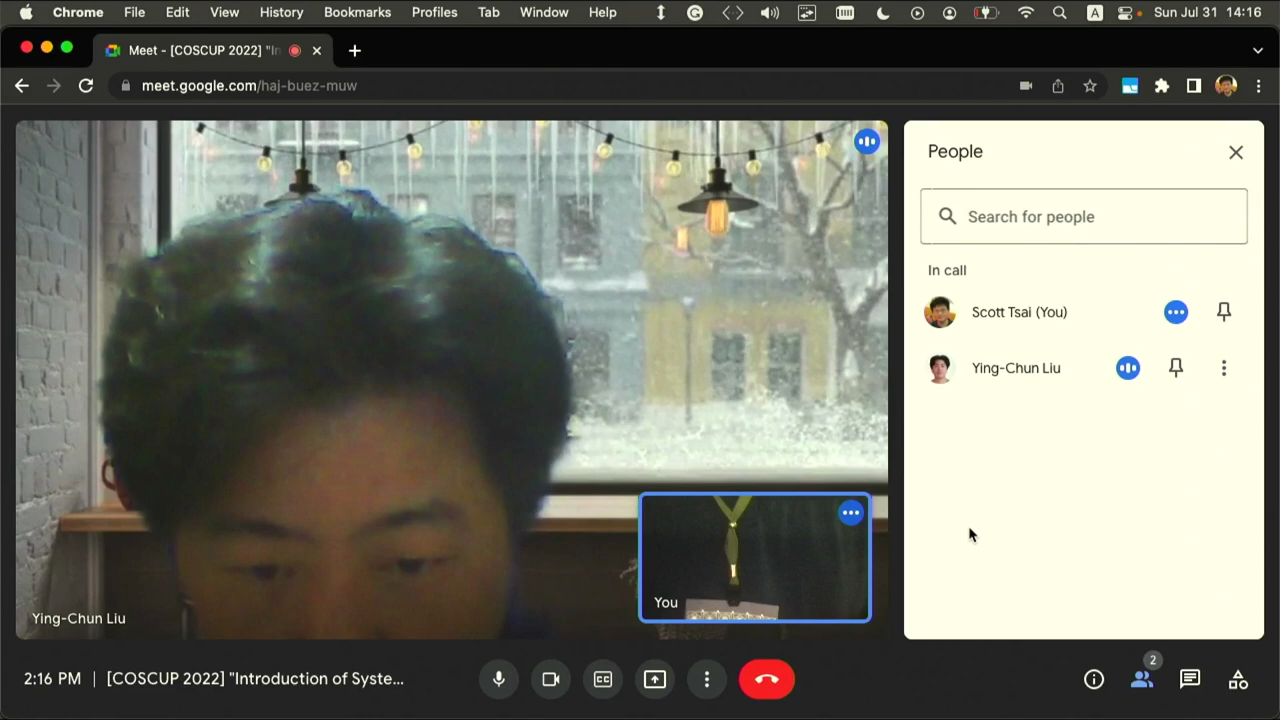 Chrome File Edit View History Bookmarks Profiles Tab Window Help A Sun Jul 31 14:16
Meet - [COSCUP 2022] "In
meet.google.com/haj-buez-muw
People
Search for people
In call
Scott Tsai (You)
Ying-Chun Liu
You
Ying-Chun Liu
2:16 PM | [COSCUP 2022] "Introduction of Syste...
2